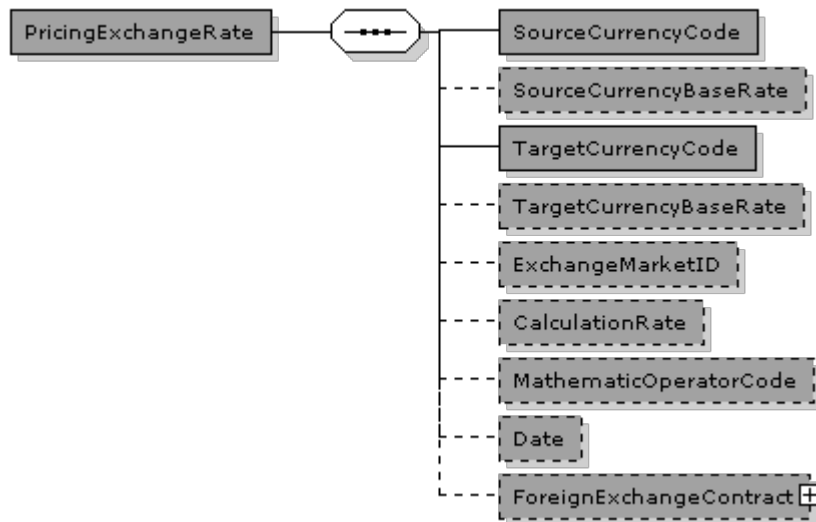 PricingExchangeRate
SourceCurrencyCode
SourceCurrencyBaseRate
TargetCurrencyCode
TargetCurrencyBaseRate
ExchangeMarketID
CalculationRate
MathematicOperatorCode
Date
ForeignExchangeContract